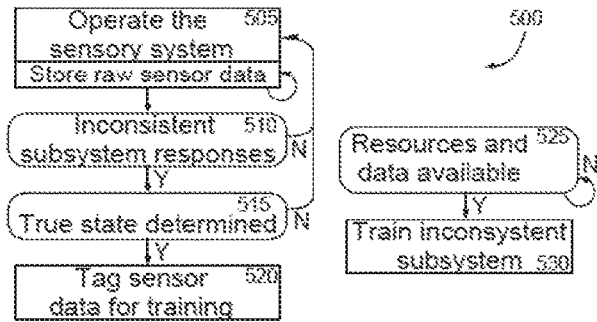 Operate the 505
sensory system
Store raw sensor data
Inconsistent 510
subsystem responses
N
Y
515
True state determined
N
Y
Tag sensor 520
data for training
500
Resources and 525
data available
N
Y
Train inconsystent
subsystem 530